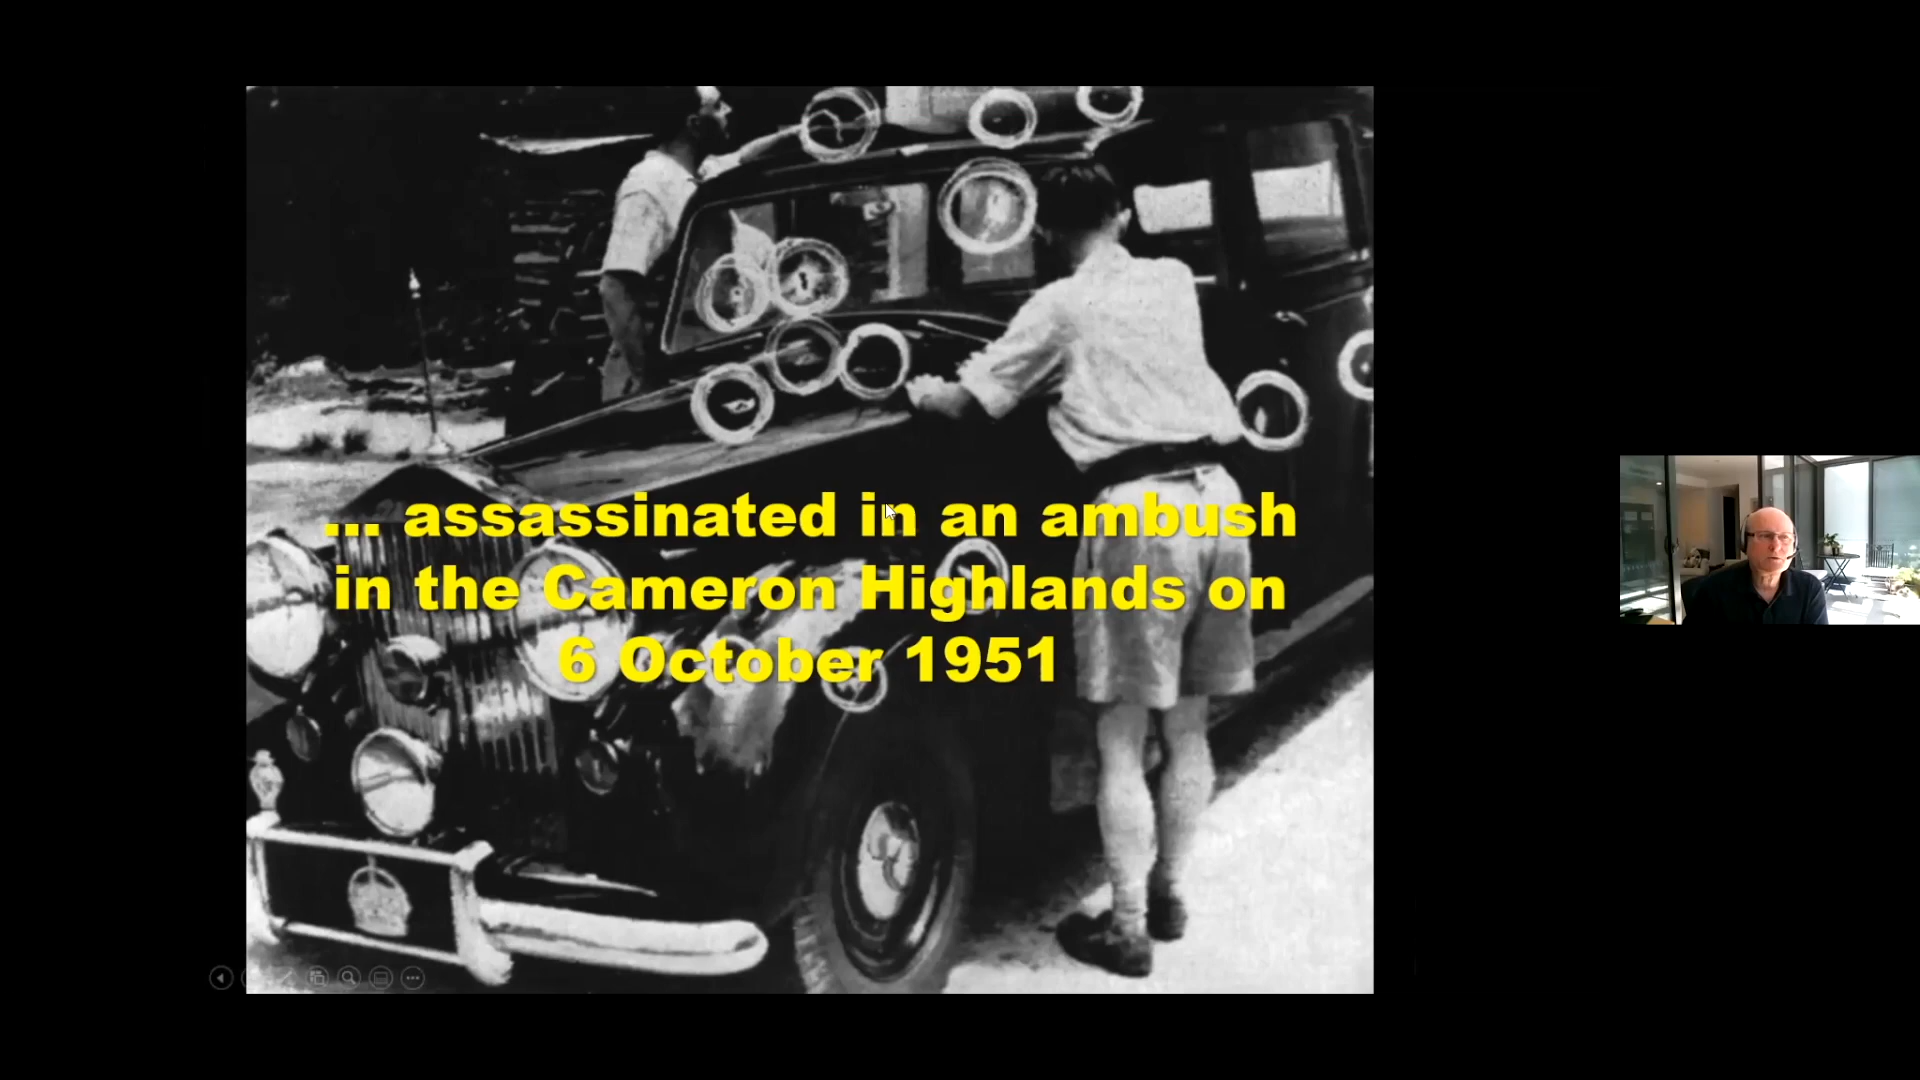 ... assassinated in an ambush
in the Cameron Highlands on
6 October 1951